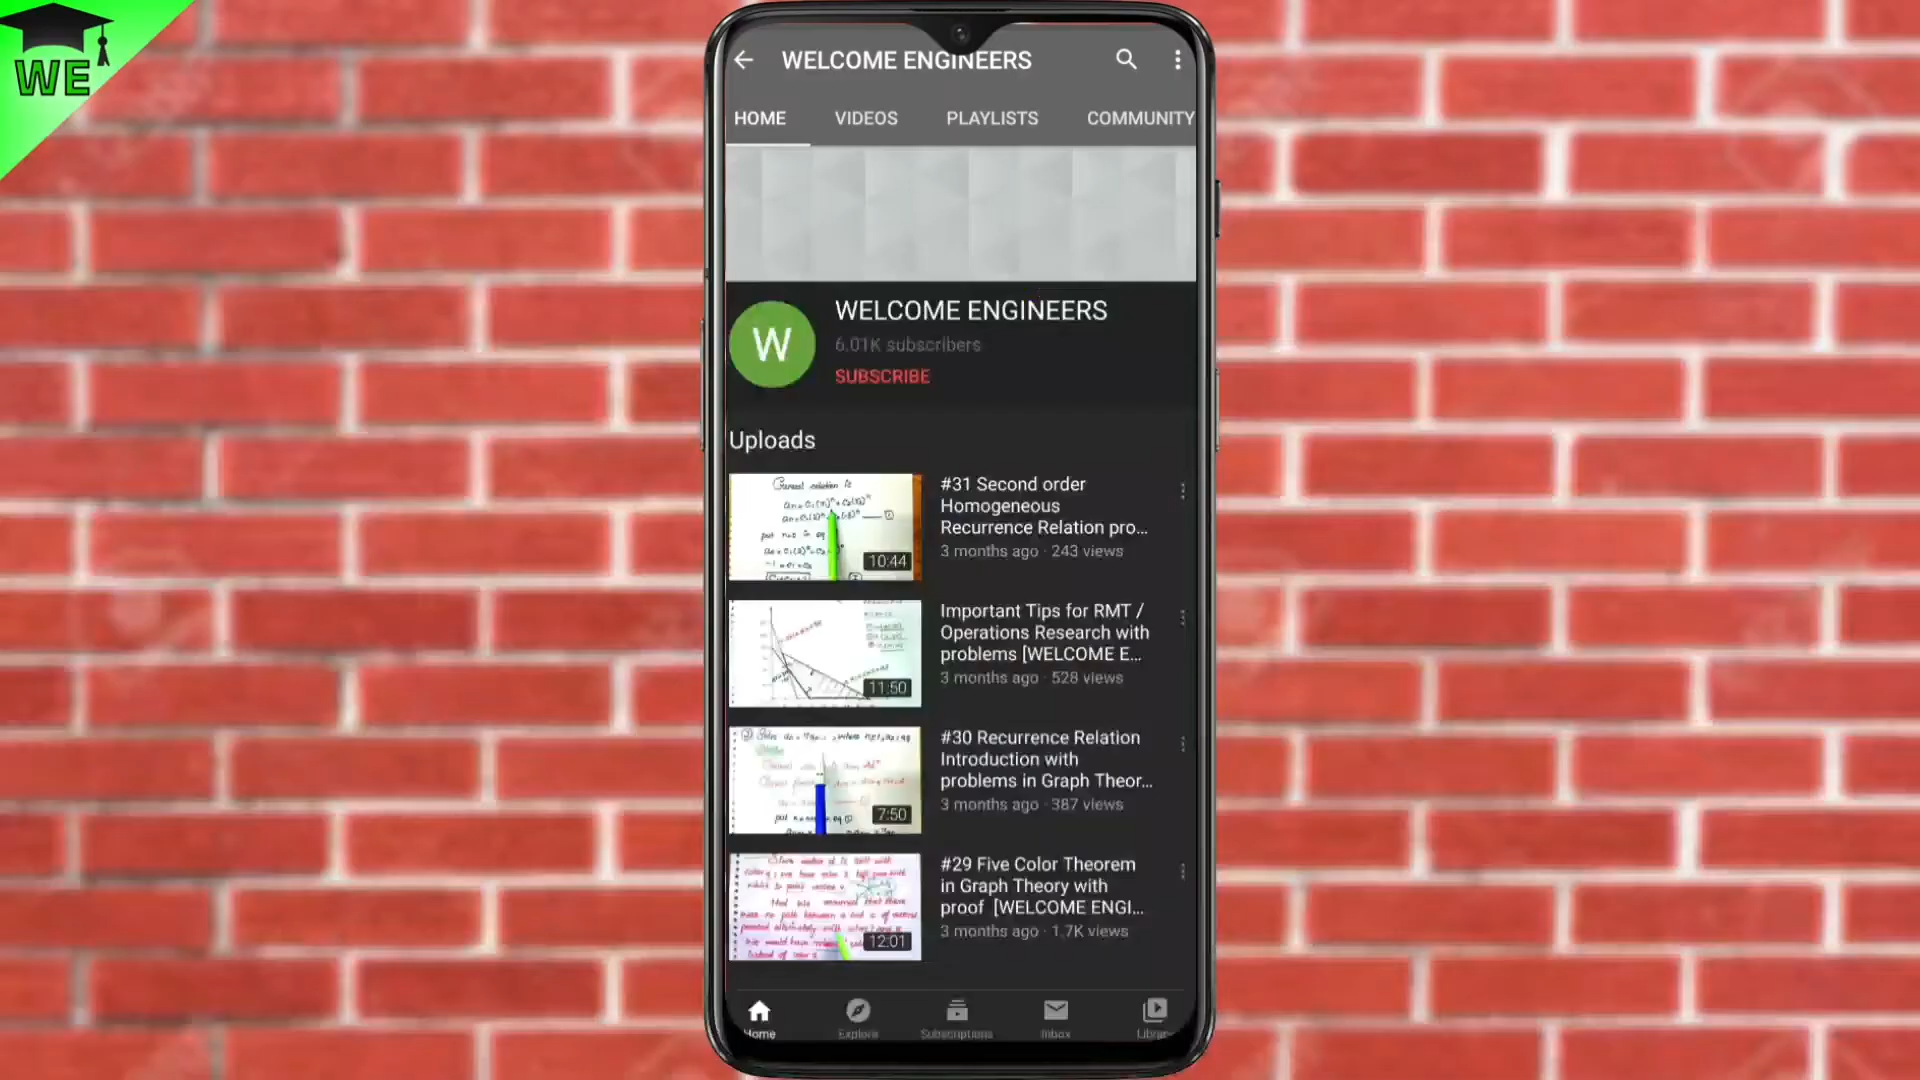 WE
WELCOME ENGINEERS
HOME VIDEOS PLAYLISTS COMMUNITY
W
WELCOME ENGINEERS
6.01K subscribers
SUBSCRIBE
Uploads
General solution is
10:44
#31 Second order
Homogeneous
Recurrence Relation pro...
3 months ago · 243 views
11:50
Important Tips for RMT /
Operations Research with
problems [WELCOME E...
3 months ago · 528 views
7:50
#30 Recurrence Relation
Introduction with
problems in Graph Theor...
3 months ago · 387 views
12:01
#29 Five Color Theorem
in Graph Theory with
proof [WELCOME ENGI...
3 months ago · 1.7K views
Home Explore Subscriptions Inbox